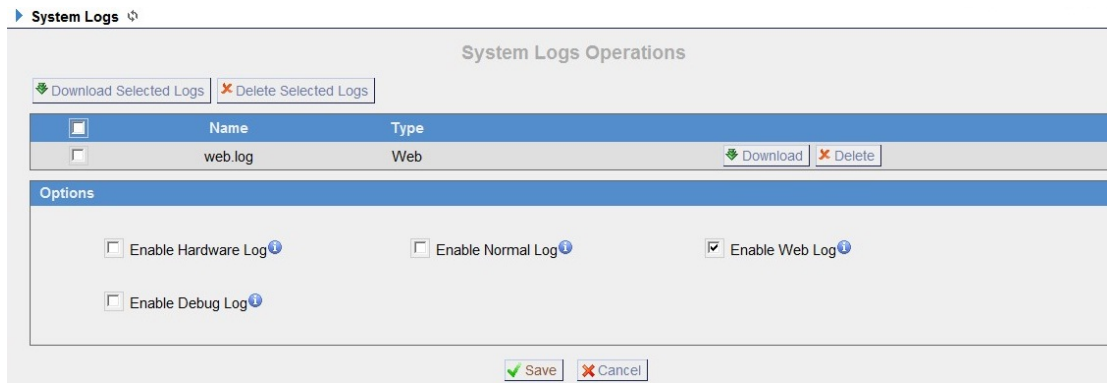 System Logs
System Logs Operations
Download Selected Logs Delete Selected Logs
Name Type
web.log Web Download Delete
Options
Enable Hardware Log Enable Normal Log Enable Web Log
Enable Debug Log
Save Cancel